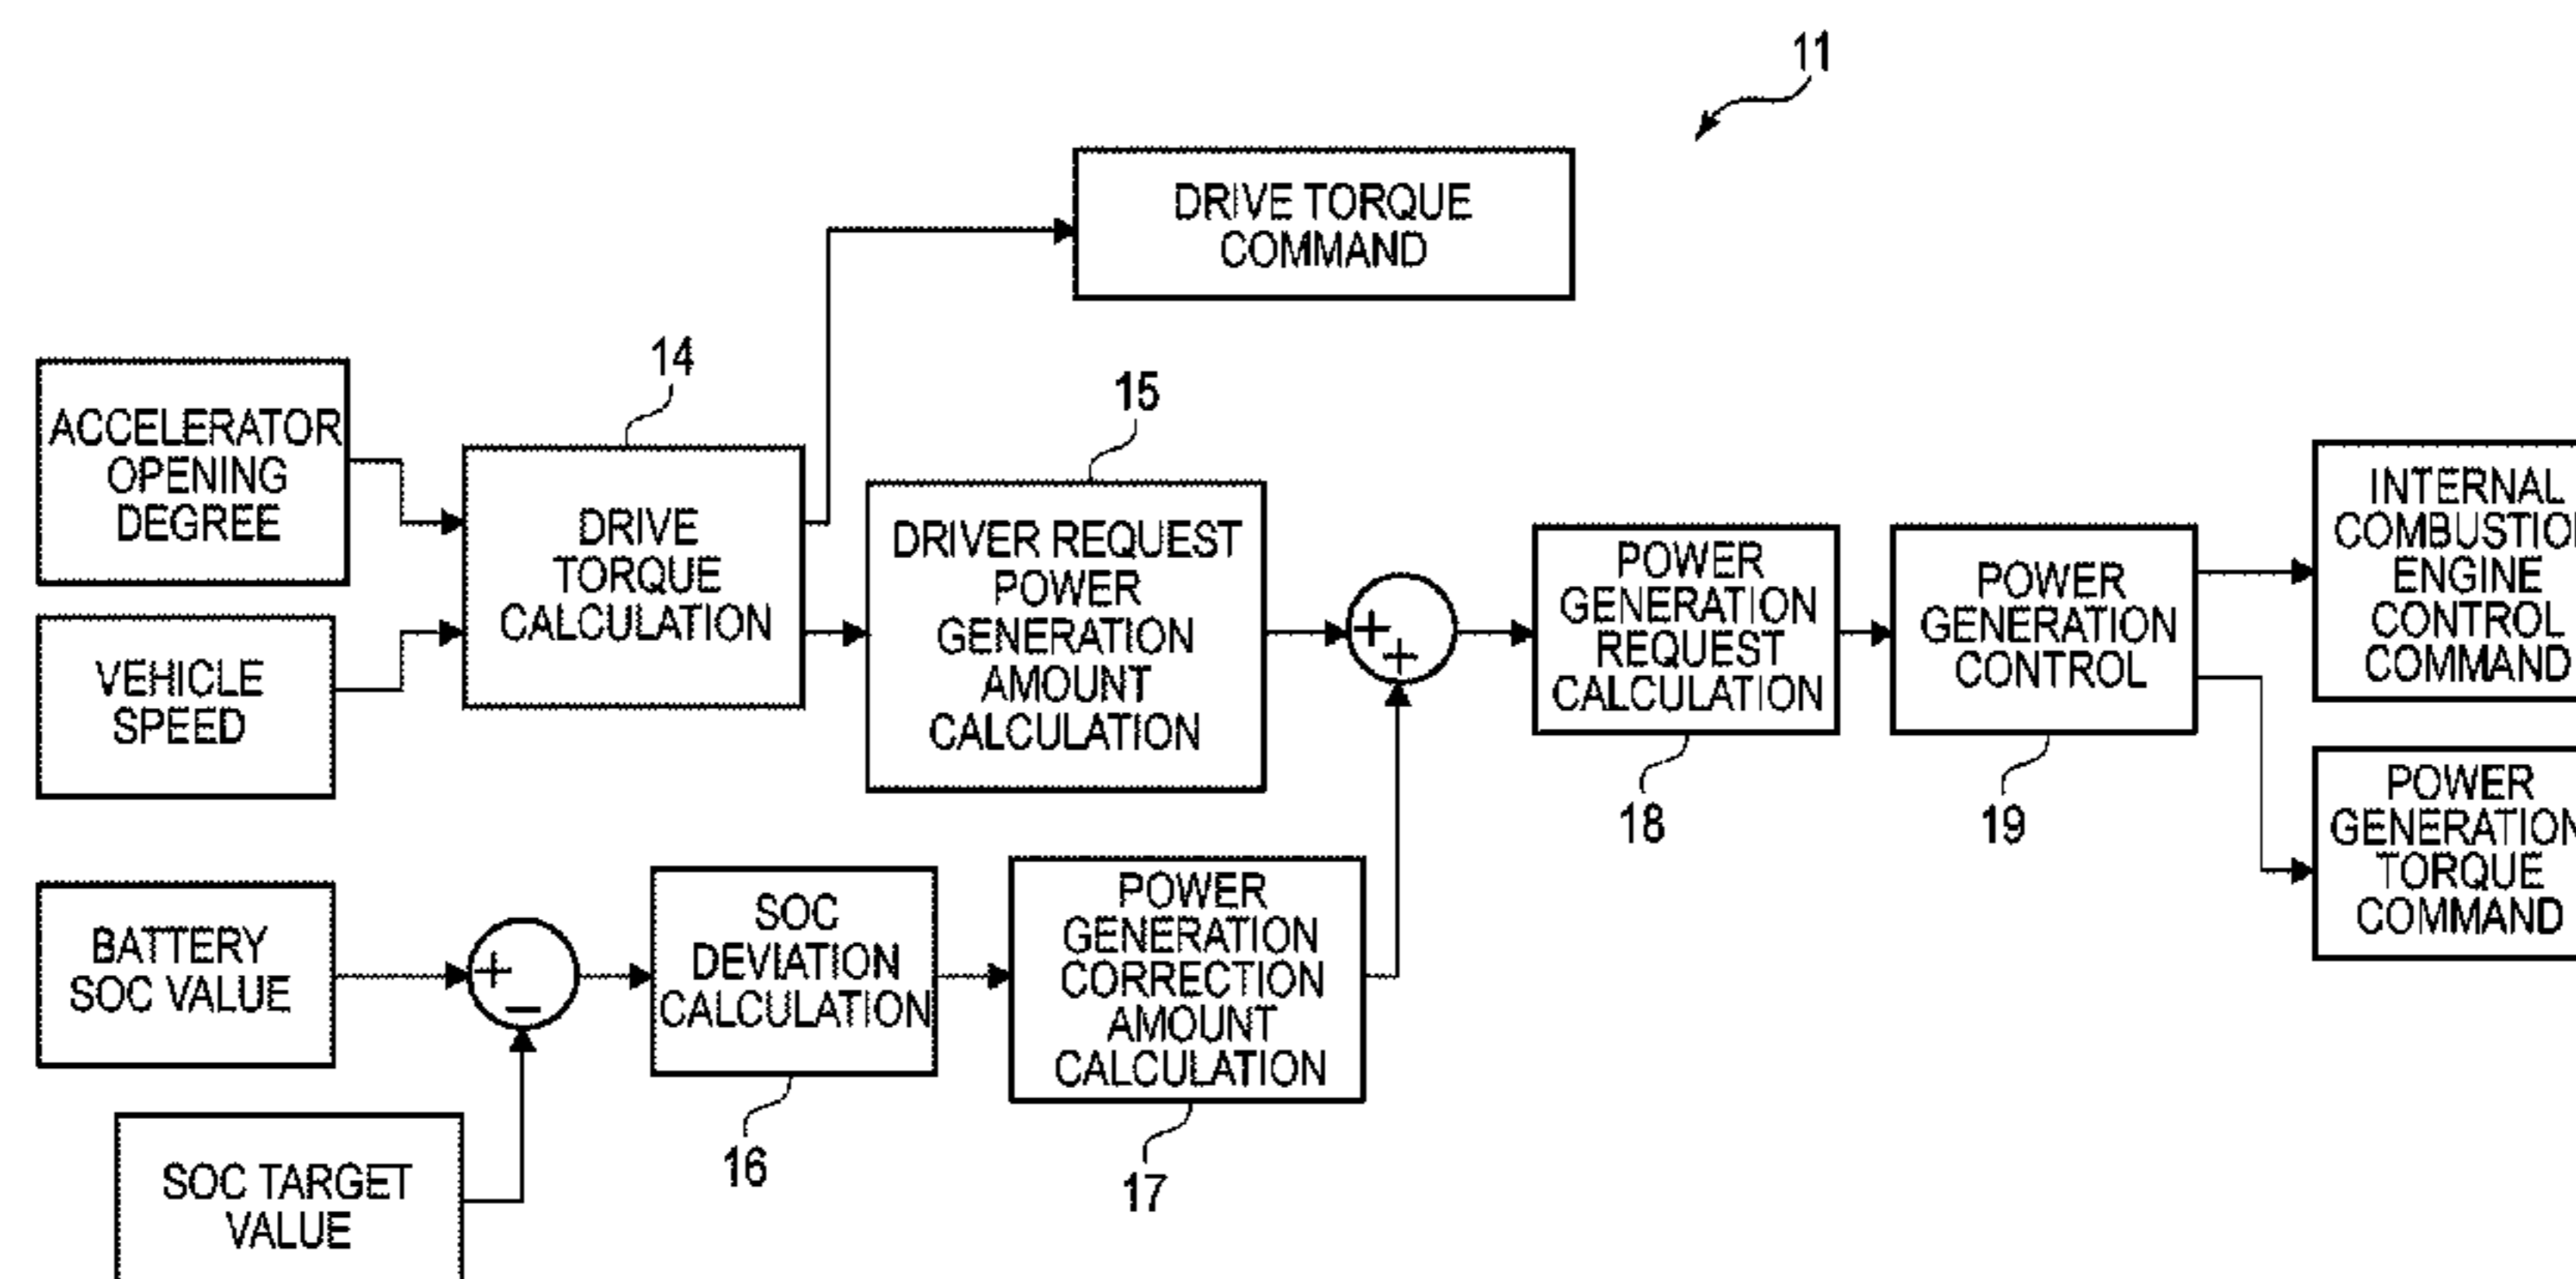 11
DRIVE TORQUE
COMMAND
14
15
ACCELERATOR
OPENING
DEGREE
DRIVE
TORQUE
CALCULATION
DRIVER REQUEST
POWER
GENERATION
AMOUNT
CALCULATION
+
+
POWER
GENERATION
REQUEST
CALCULATION
POWER
GENERATION
CONTROL
INTERNAL
COMBUSTION
ENGINE
CONTROL
COMMAND
VEHICLE
SPEED
18
19
POWER
GENERATION
TORQUE
COMMAND
BATTERY
SOC VALUE
+
−
SOC
DEVIATION
CALCULATION
POWER
GENERATION
CORRECTION
AMOUNT
CALCULATION
16
17
SOC TARGET
VALUE